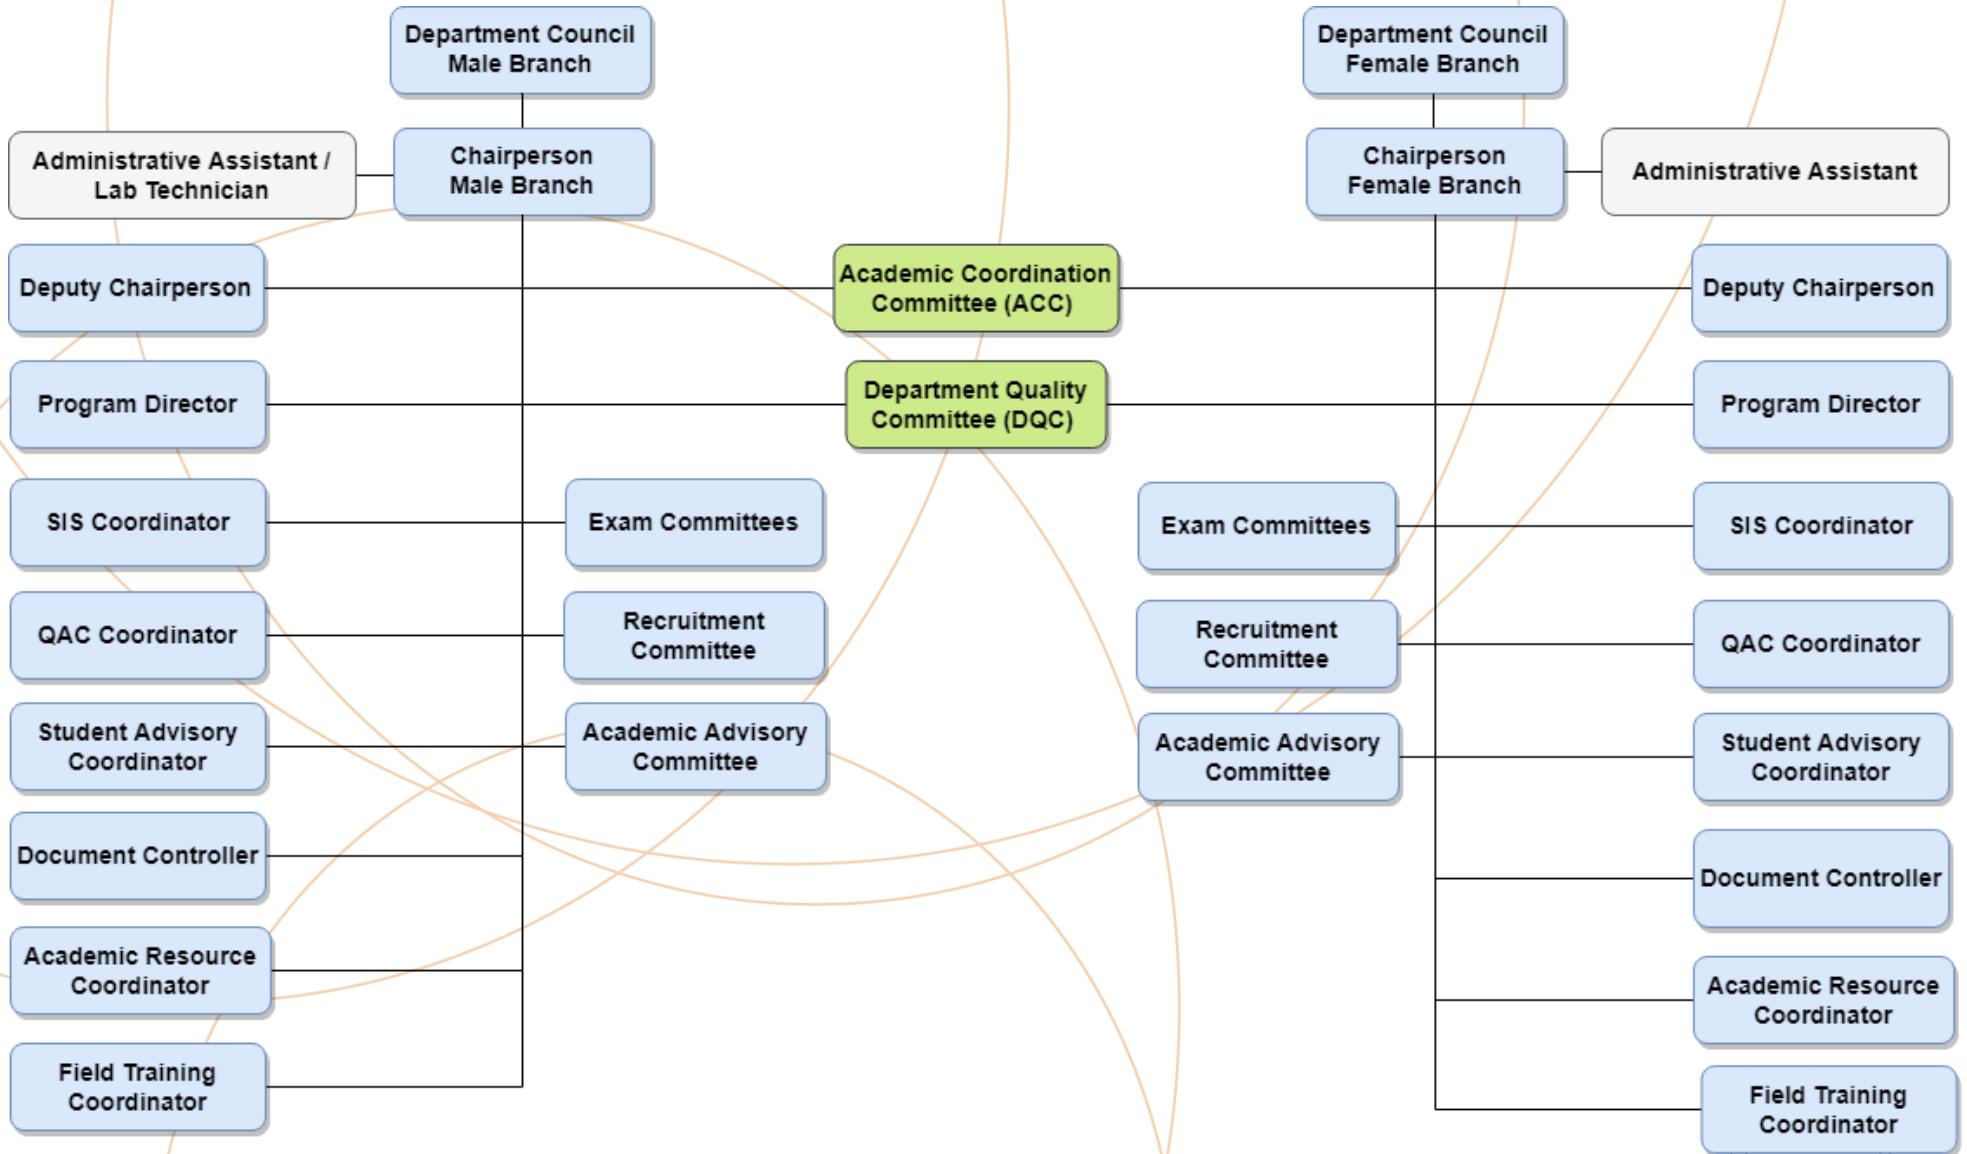 Department Council
Male Branch
Department Council
Female Branch
Administrative Assistant /
Lab Technician
Chairperson
Male Branch
Chairperson
Female Branch
Administrative Assistant
Deputy Chairperson
Academic Coordination
Committee (ACC)
Deputy Chairperson
Program Director
Department Quality
Committee (DQC)
Program Director
SIS Coordinator
Exam Committees
Exam Committees
SIS Coordinator
QAC Coordinator
Recruitment
Committee
Recruitment
Committee
QAC Coordinator
Student Advisory
Coordinator
Academic Advisory
Committee
Academic Advisory
Committee
Student Advisory
Coordinator
Document Controller
Document Controller
Academic Resource
Coordinator
Academic Resource
Coordinator
Field Training
Coordinator
Field Training
Coordinator